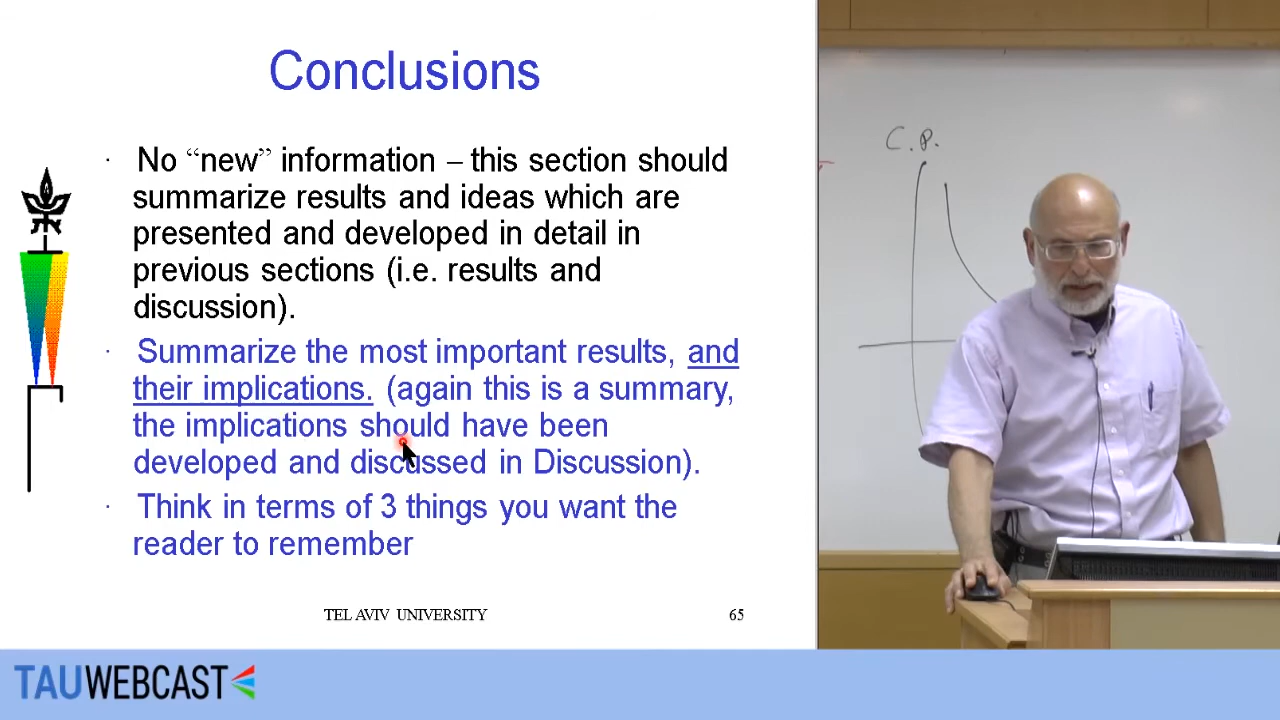 Conclusions
· No “new” information – this section should
summarize results and ideas which are
presented and developed in detail in
previous sections (i.e. results and
discussion).
· Summarize the most important results, and
their implications. (again this is a summary,
the implications should have been
developed and discussed in Discussion).
· Think in terms of 3 things you want the
reader to remember
TEL AVIV UNIVERSITY
65
C.P.
TAUWEBCAST